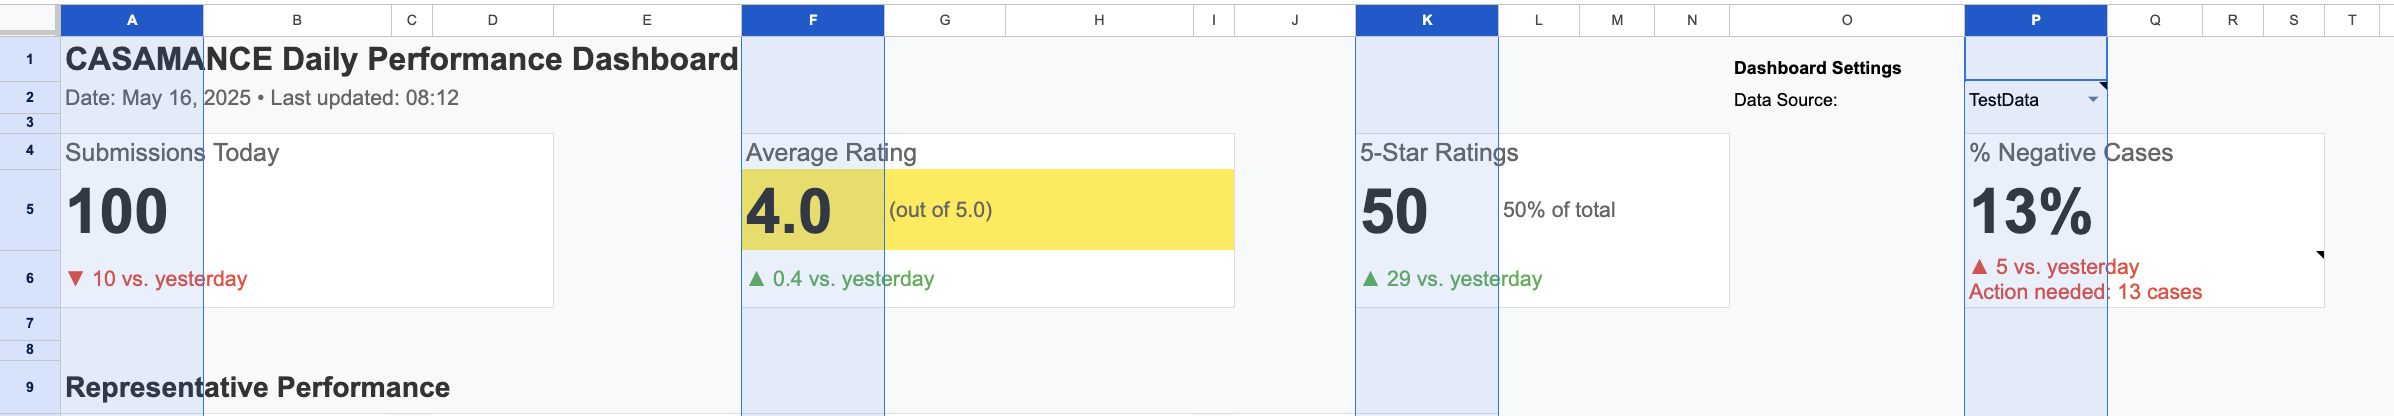 A B C D E F G H I J K L M N O P Q R S T
1 CASAMANCE Daily Performance Dashboard
Dashboard Settings
2 Date: May 16, 2025 • Last updated: 08:12
Data Source: TestData
3
4 Submissions Today Average Rating 5-Star Ratings % Negative Cases
5 100 4.0 (out of 5.0) 50 50% of total 13%
6 ▼ 10 vs. yesterday ▲ 0.4 vs. yesterday ▲ 29 vs. yesterday ▲ 5 vs. yesterday
Action needed: 13 cases
7
8
9 Representative Performance